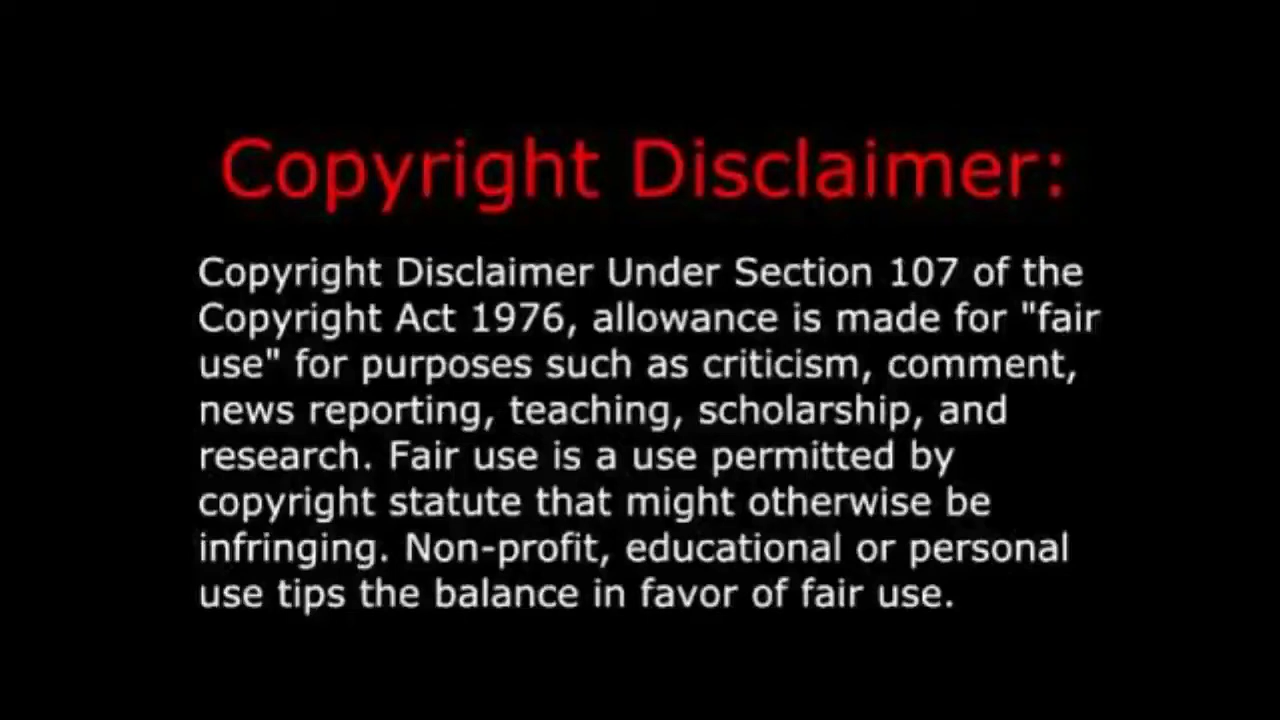 Copyright Disclaimer:
Copyright Disclaimer Under Section 107 of the
Copyright Act 1976, allowance is made for "fair
use" for purposes such as criticism, comment,
news reporting, teaching, scholarship, and
research. Fair use is a use permitted by
copyright statute that might otherwise be
infringing. Non-profit, educational or personal
use tips the balance in favor of fair use.